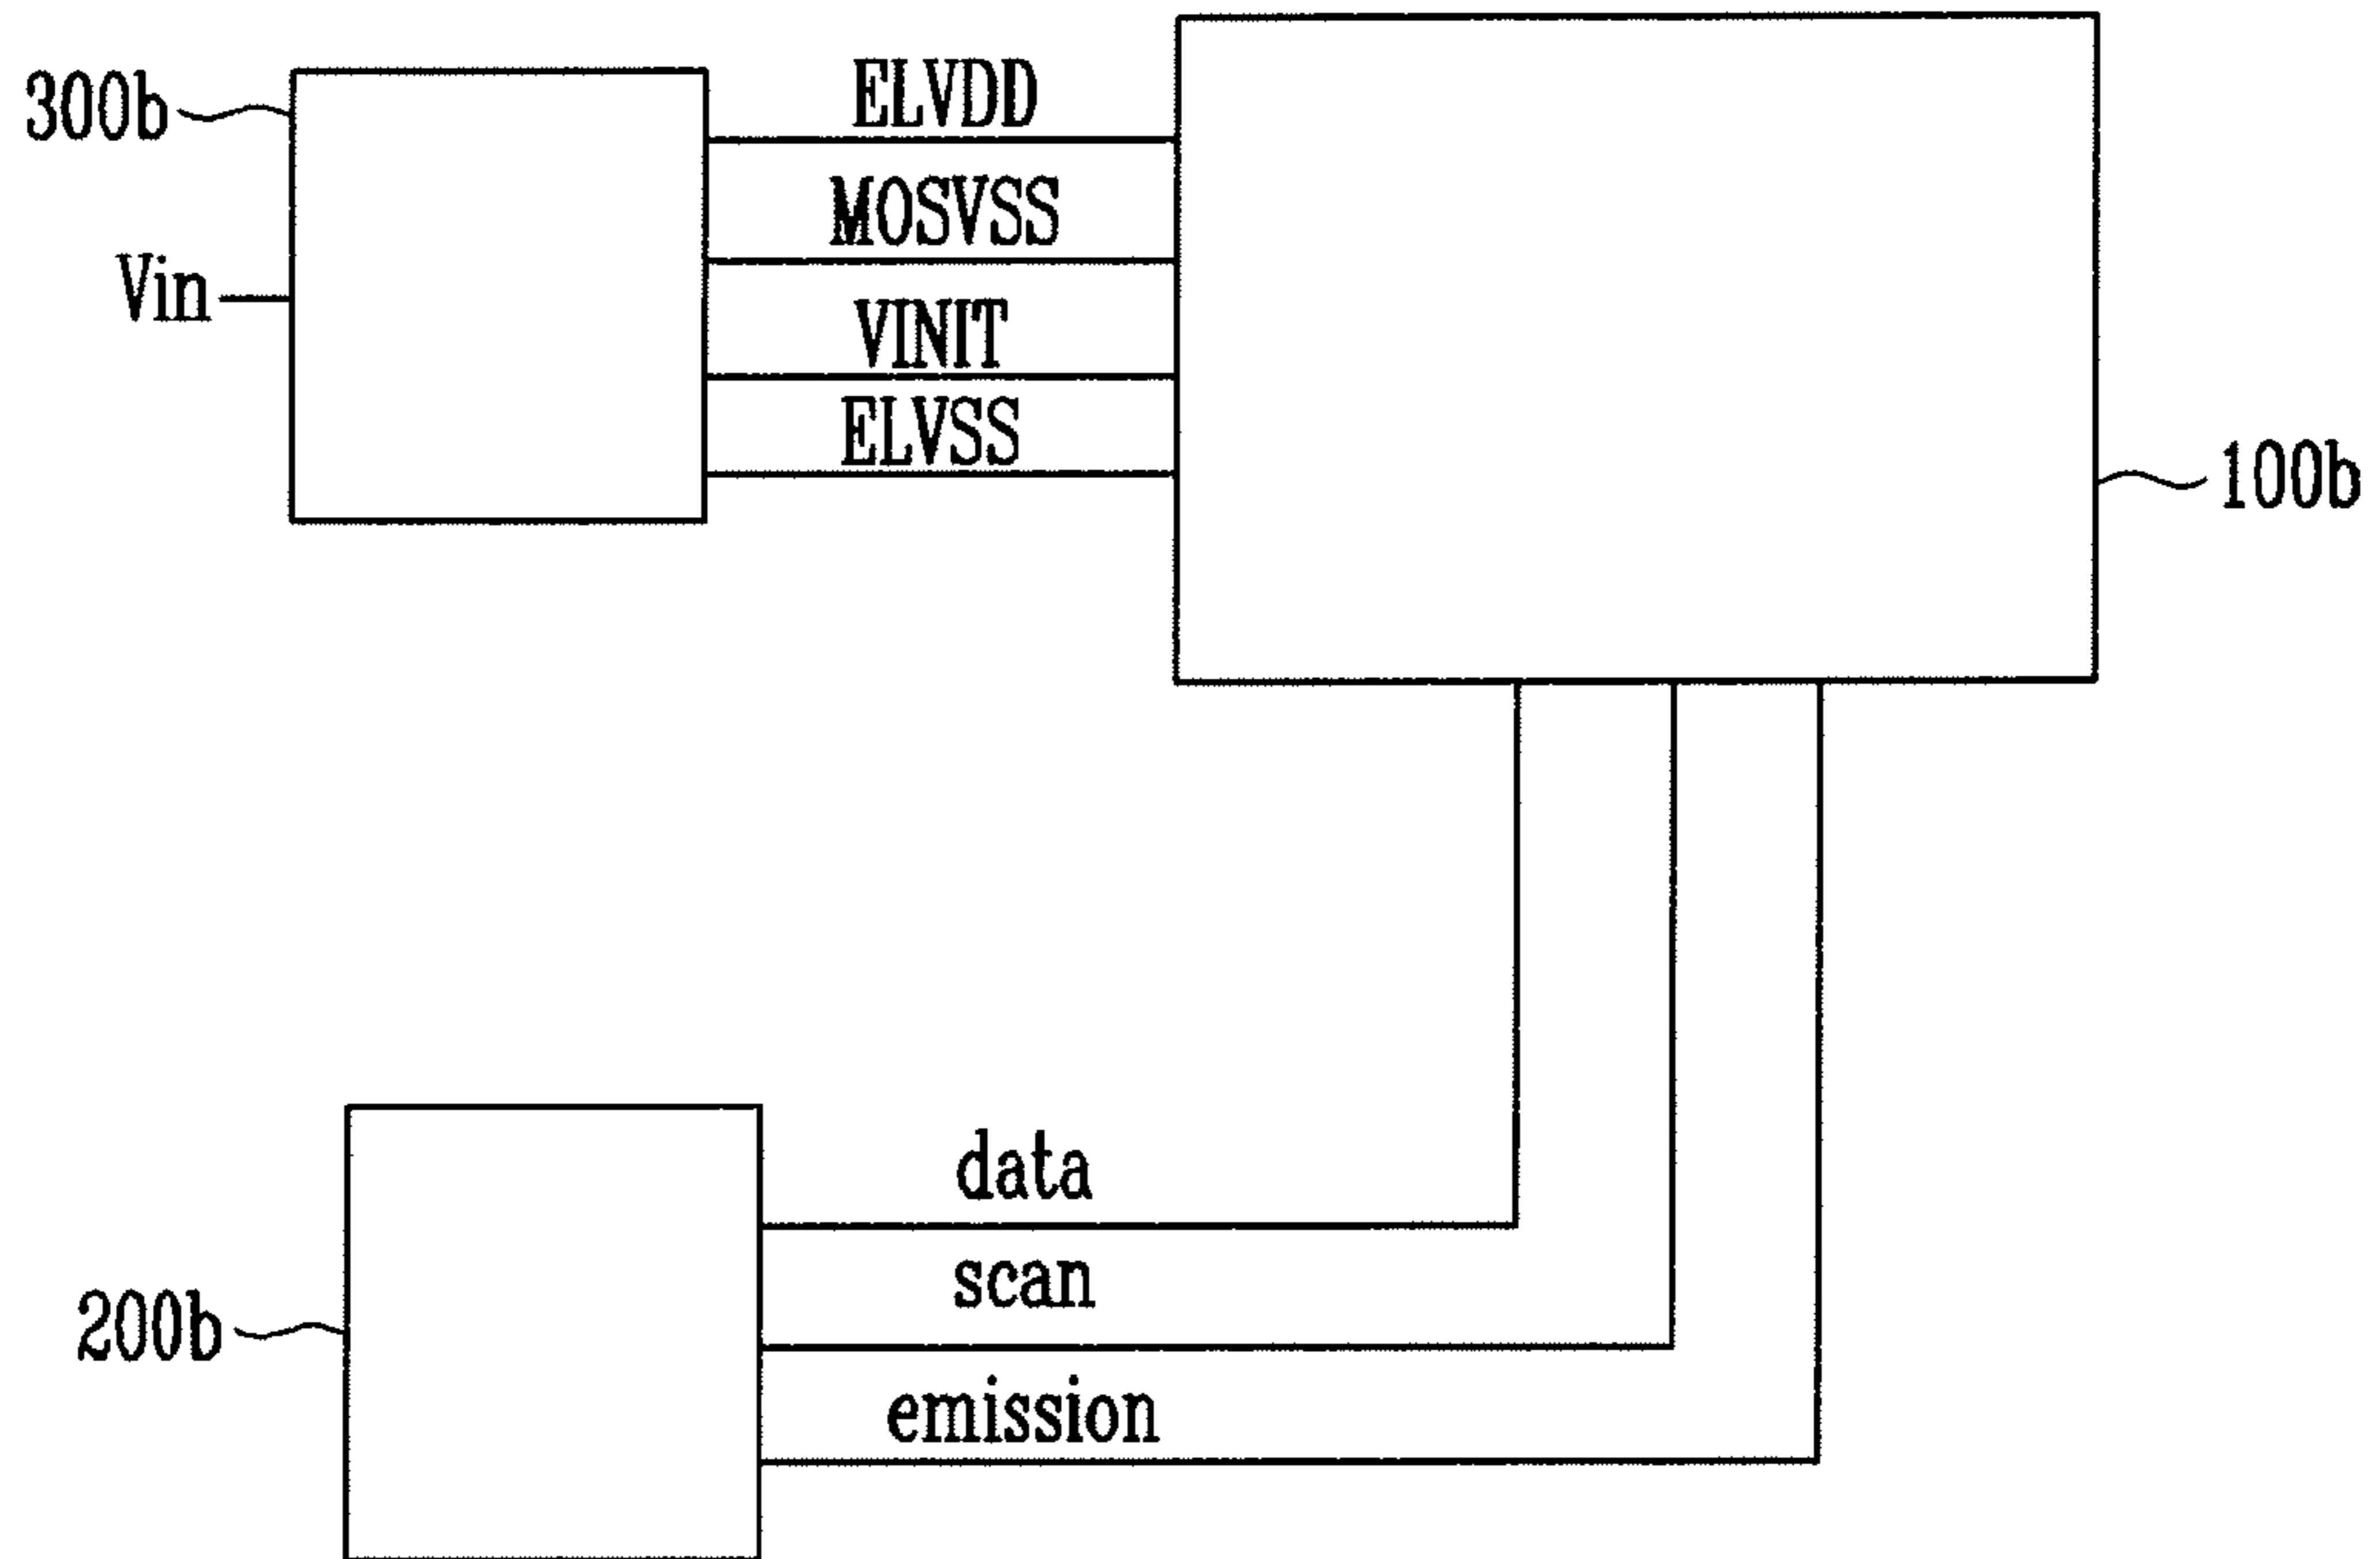 300b
ELVDD
MOSVSS
Vin
VINIT
ELVSS
100b
data
scan
200b
emission